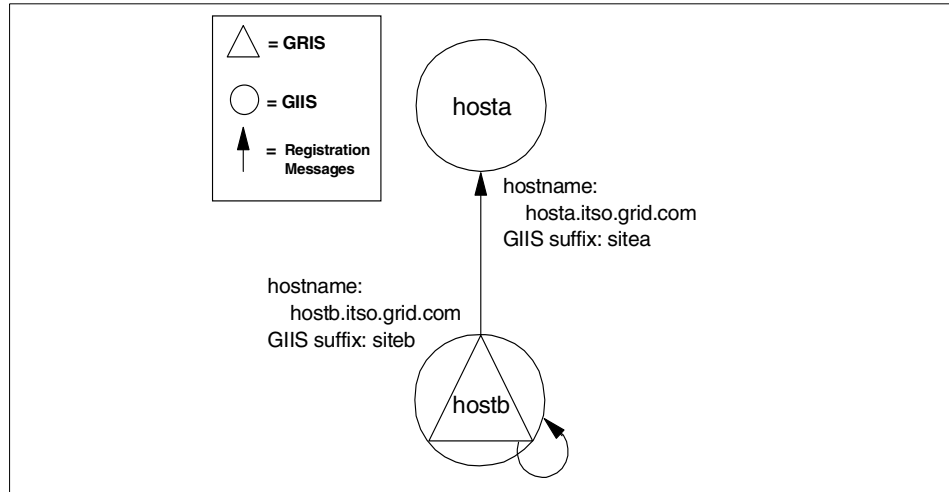 = GRIS
= GIIS
= Registration
Messages
hosta
hostname:
hosta.itso.grid.com
GIIS suffix: sitea
hostname:
hostb.itso.grid.com
GIIS suffix: siteb
hostb